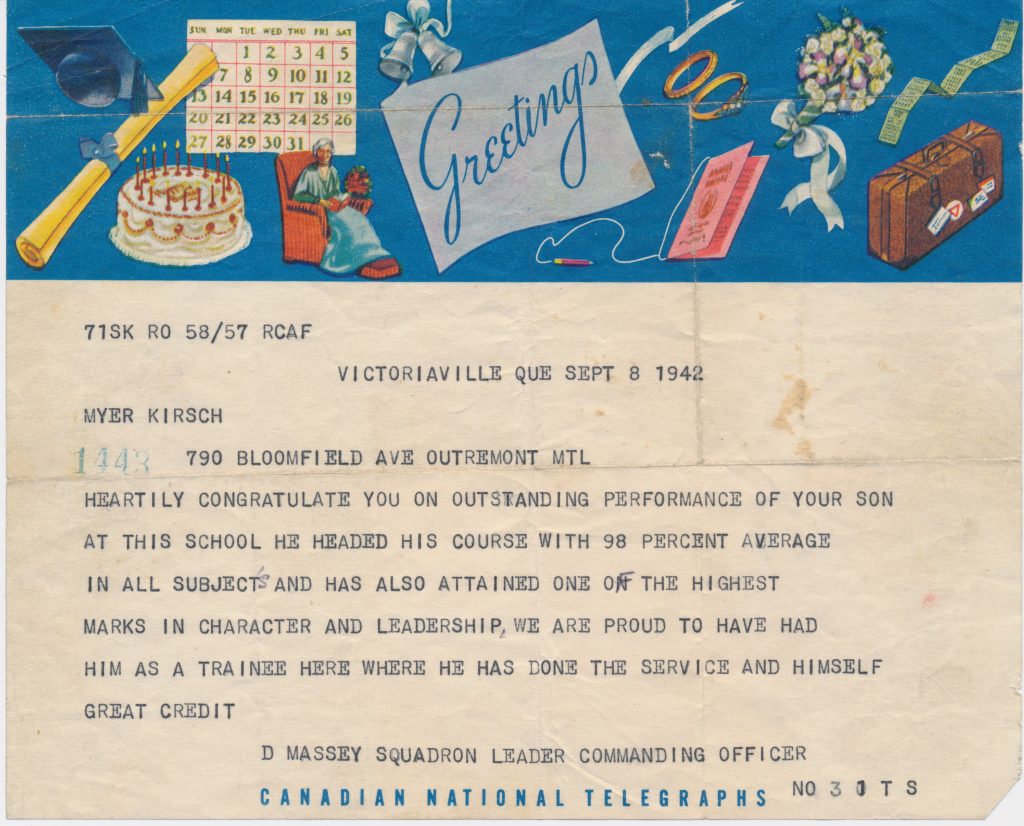 SUN MON TUE WED THU FRI SAT
1 2 3 4 5
7 8 9 10 11 12
13 14 15 16 17 18 19
20 21 22 23 24 25 26
27 28 29 30 31
Greetings
71SK RO 58/57 RCAF
VICTORIAVILLE QUE SEPT 8 1942
MYER KIRSCH
1443 790 BLOOMFIELD AVE OUTREMONT MTL
HEARTILY CONGRATULATE YOU ON OUTSTANDING PERFORMANCE OF YOUR SON
AT THIS SCHOOL HE HEADED HIS COURSE WITH 98 PERCENT AVERAGE
IN ALL SUBJECTS AND HAS ALSO ATTAINED ONE OF THE HIGHEST
MARKS IN CHARACTER AND LEADERSHIP, WE ARE PROUD TO HAVE HAD
HIM AS A TRAINEE HERE WHERE HE HAS DONE THE SERVICE AND HIMSELF
GREAT CREDIT
D MASSEY SQUADRON LEADER COMMANDING OFFICER
NO 3 ITS
CANADIAN NATIONAL TELEGRAPHS